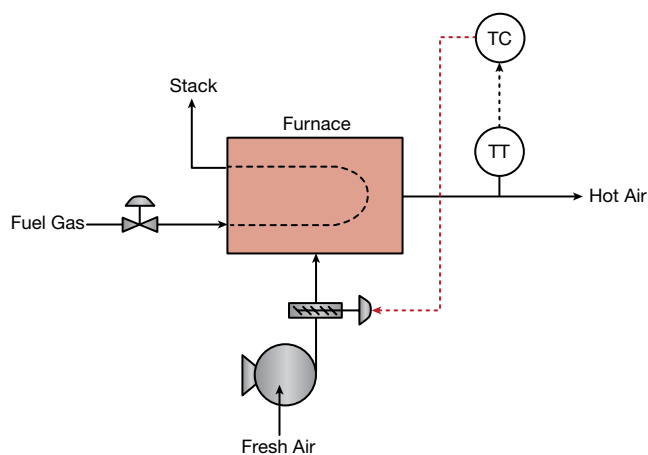 TC
Stack
Furnace
TT
Hot Air
Fuel Gas
Fresh Air